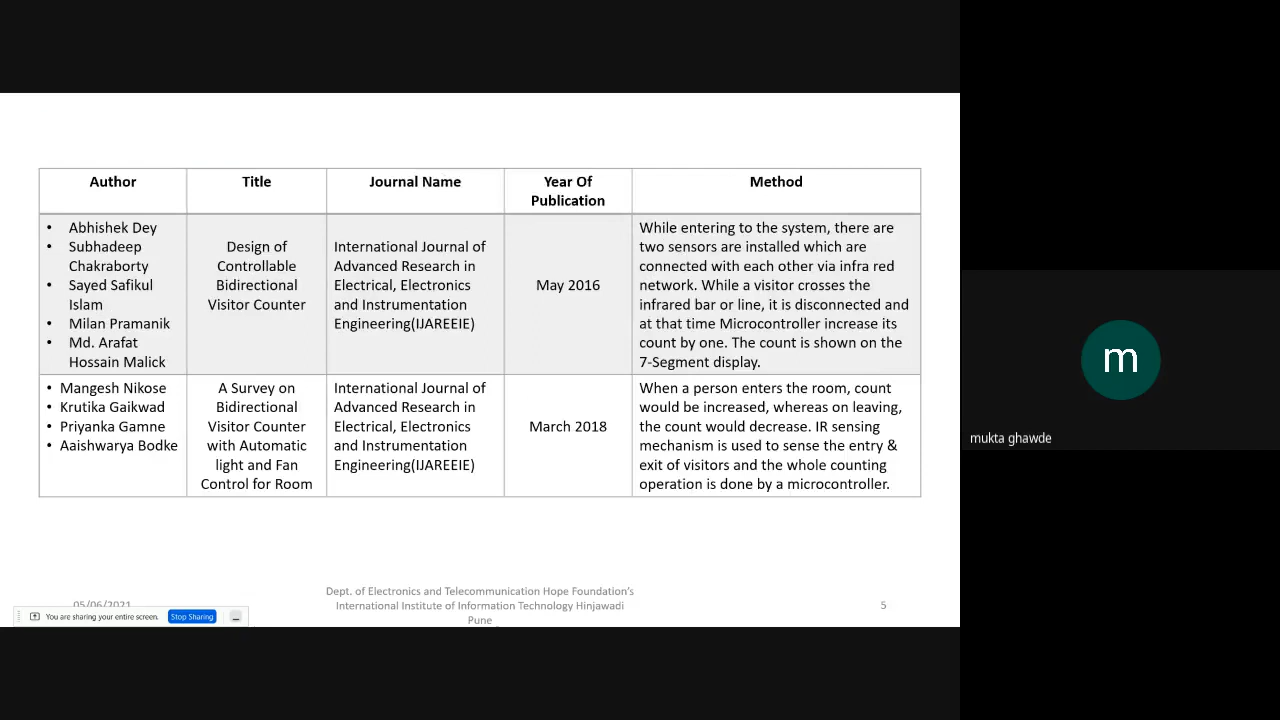 Author
Title
Journal Name
Year Of
Publication
Method
• Abhishek Dey
• Subhadeep
Chakraborty
• Sayed Safikul
Islam
• Milan Pramanik
• Md. Arafat
Hossain Malick
Design of
Controllable
Bidirectional
Visitor Counter
International Journal of
Advanced Research in
Electrical, Electronics
and Instrumentation
Engineering(IJAREEIE)
May 2016
While entering to the system, there are
two sensors are installed which are
connected with each other via infra red
network. While a visitor crosses the
infrared bar or line, it is disconnected and
at that time Microcontroller increase its
count by one. The count is shown on the
7-Segment display.
• Mangesh Nikose
• Krutika Gaikwad
• Priyanka Gamne
• Aaishwarya Bodke
A Survey on
Bidirectional
Visitor Counter
with Automatic
light and Fan
Control for Room
International Journal of
Advanced Research in
Electrical, Electronics
and Instrumentation
Engineering(IJAREEIE)
March 2018
When a person enters the room, count
would be increased, whereas on leaving,
the count would decrease. IR sensing
mechanism is used to sense the entry &
exit of visitors and the whole counting
operation is done by a microcontroller.
05/06/2021
Dept. of Electronics and Telecommunication Hope Foundation's
International Institute of Information Technology Hinjawadi
Pune
5
You are sharing your entire screen.
Stop Sharing
m
mukta ghawde